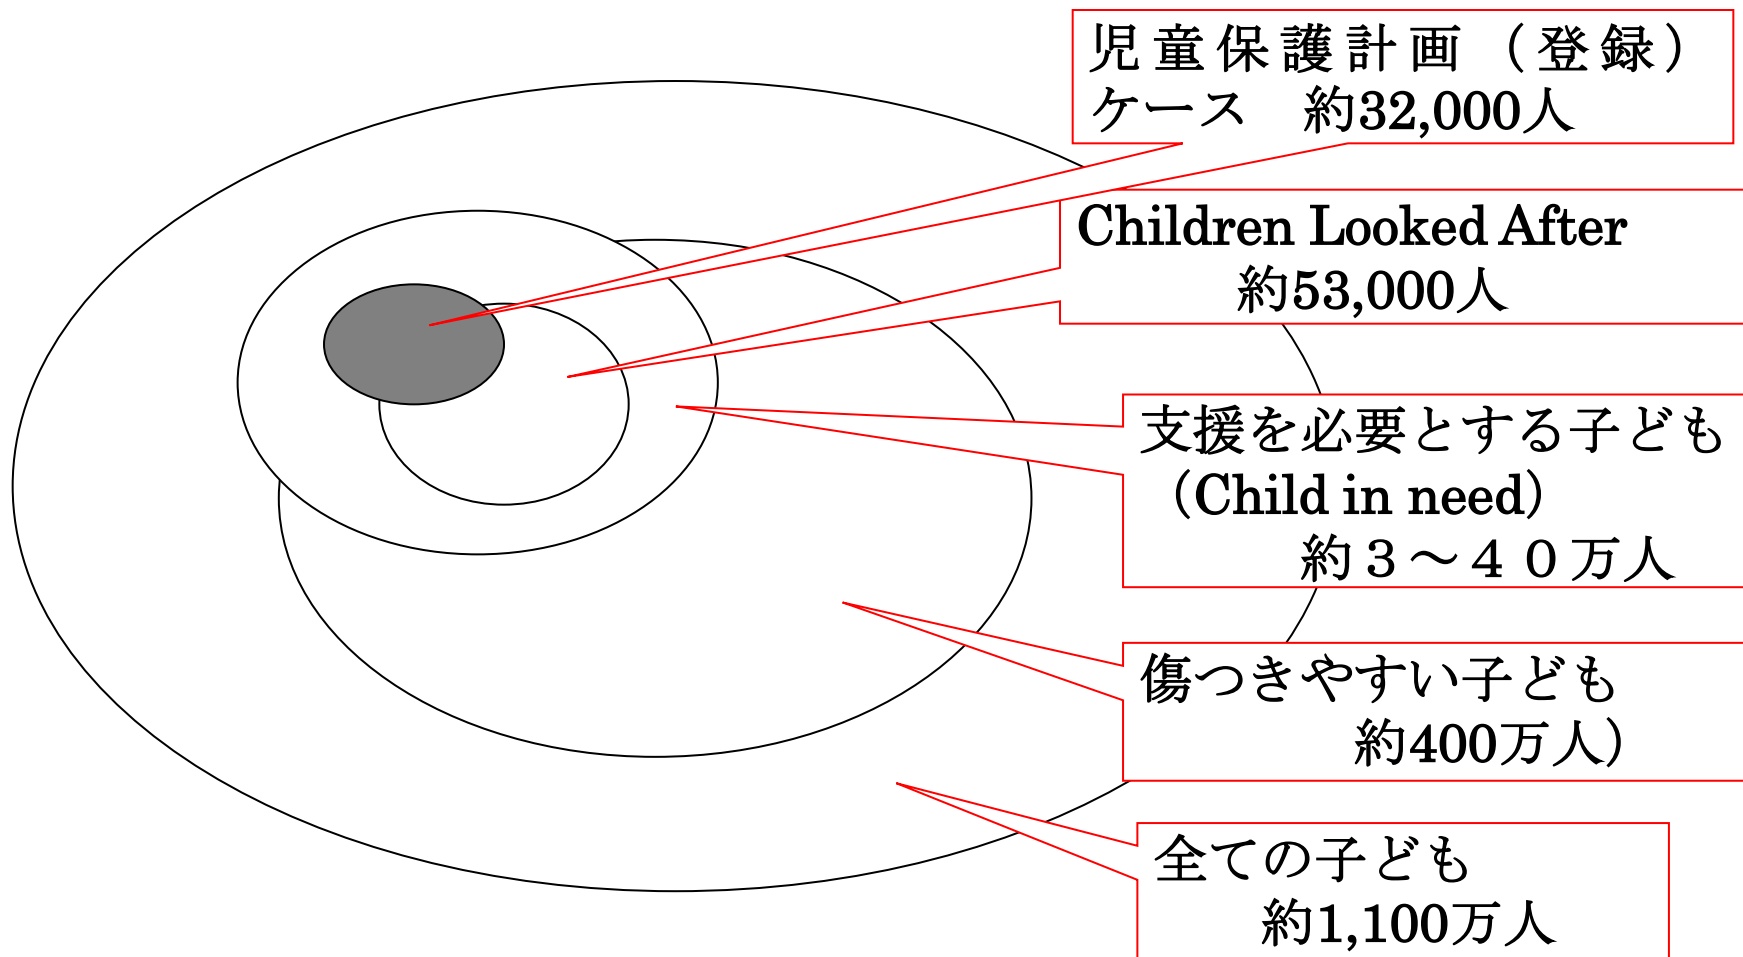 児童保護計画（登録）
ケース　約32,000人
Children Looked After
約53,000人
支援を必要とする子ども
（Child in need）
約３～４０万人
傷つきやすい子ども
約400万人）
全ての子ども
約1,100万人